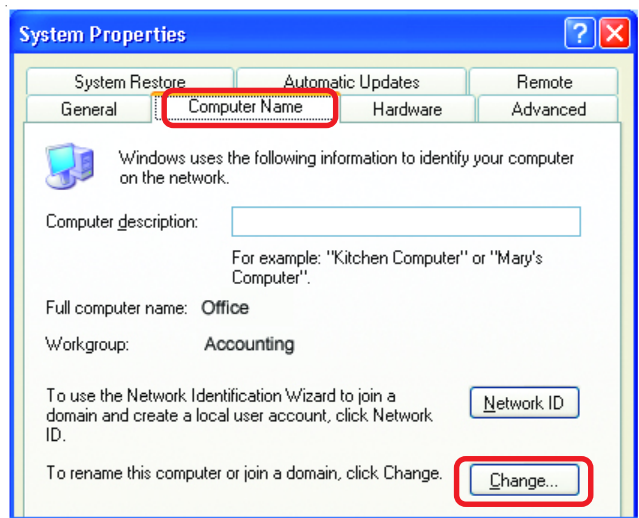 System Properties
?
X
System Restore
Automatic Updates
Remote
General
Computer Name
Hardware
Advanced
Windows uses the following information to identify your computer
on the network.
Computer description:
For example: "Kitchen Computer" or "Mary's
Computer".
Full computer name: Office
Workgroup: Accounting
To use the Network Identification Wizard to join a
domain and create a local user account, click Network
ID.
Network ID
To rename this computer or join a domain, click Change.
Change...